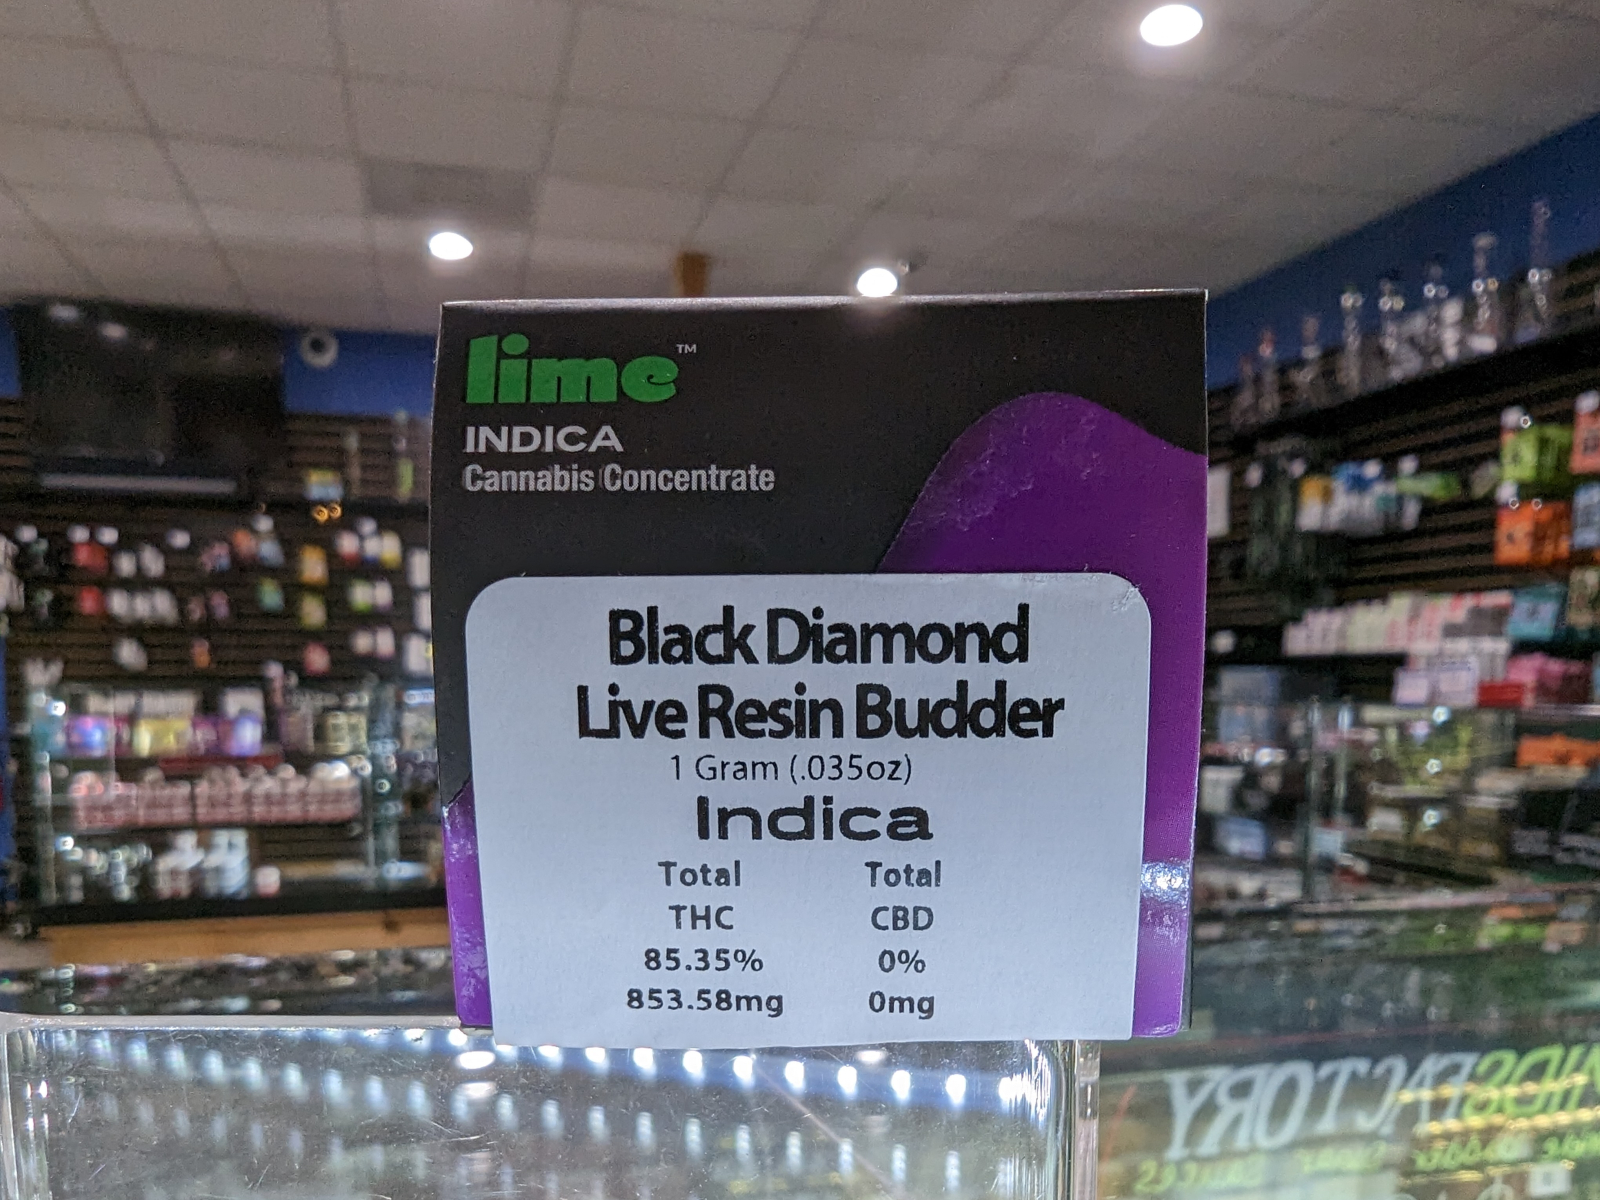 lime™
INDICA
Cannabis Concentrate
Black Diamond
Live Resin Budder
1 Gram (.035oz)
Indica
Total Total
THC CBD
85.35% 0%
853.58mg 0mg
FACTORY